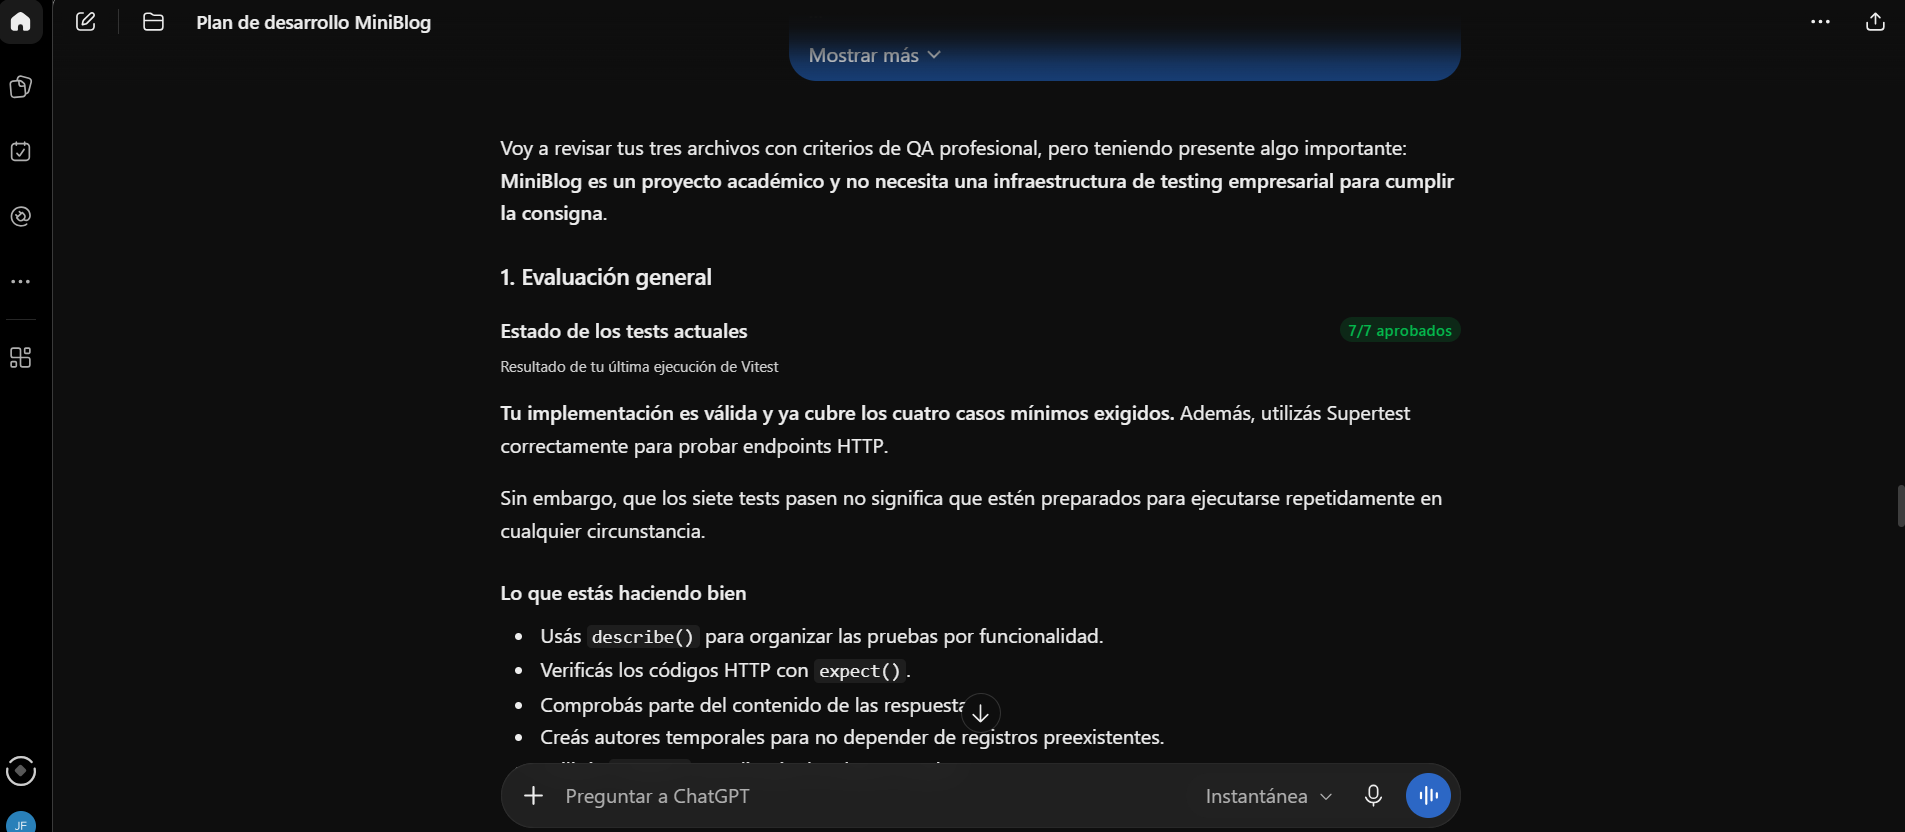 Plan de desarrollo MiniBlog
Mostrar más
Voy a revisar tus tres archivos con criterios de QA profesional, pero teniendo presente algo importante:
MiniBlog es un proyecto académico y no necesita una infraestructura de testing empresarial para cumplir
la consigna.
1. Evaluación general
Estado de los tests actuales
7/7 aprobados
Resultado de tu última ejecución de Vitest
Tu implementación es válida y ya cubre los cuatro casos mínimos exigidos. Además, utilizás Supertest
correctamente para probar endpoints HTTP.
Sin embargo, que los siete tests pasen no significa que estén preparados para ejecutarse repetidamente en
cualquier circunstancia.
Lo que estás haciendo bien
• Usás describe() para organizar las pruebas por funcionalidad.
• Verificás los códigos HTTP con expect().
• Comprobás parte del contenido de las respuesta
• Creás autores temporales para no depender de registros preexistentes.
Preguntar a ChatGPT
Instantánea
JF